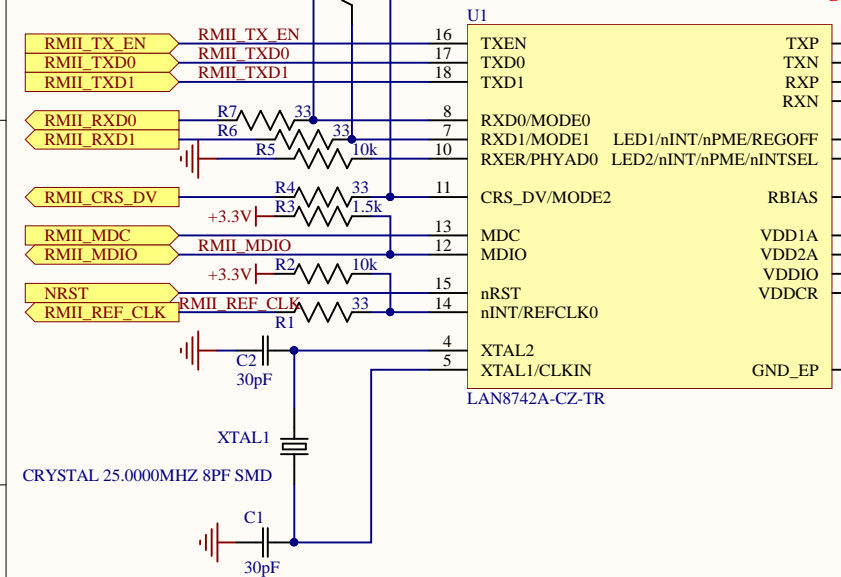 U1
RMII_TX_EN RMII_TX_EN 16 TXEN TXP
RMII_TXD0 RMII_TXD0 17 TXD0 TXN
RMII_TXD1 RMII_TXD1 18 TXD1 RXP
RXN
RMII_RXD0 R7 33 8 RXD0/MODE0
RMII_RXD1 R6 33 7 RXD1/MODE1 LED1/nINT/nPME/REGOFF
R5 10k 10 RXER/PHYAD0 LED2/nINT/nPME/nINTSEL
RMII_CRS_DV R4 33 11 CRS_DV/MODE2 RBIAS
+3.3V R3 1.5k
RMII_MDC 13 MDC VDD1A
RMII_MDIO RMII_MDIO 12 MDIO VDD2A
+3.3V R2 10k VDDIO
NRST 15 nRST VDDCR
RMII_REF_CLK RMII_REF_CLK 33 14 nINT/REFCLK0
R1
4 XTAL2
C2 5 XTAL1/CLKIN GND_EP
30pF
LAN8742A-CZ-TR
XTAL1
CRYSTAL 25.0000MHZ 8PF SMD
C1
30pF